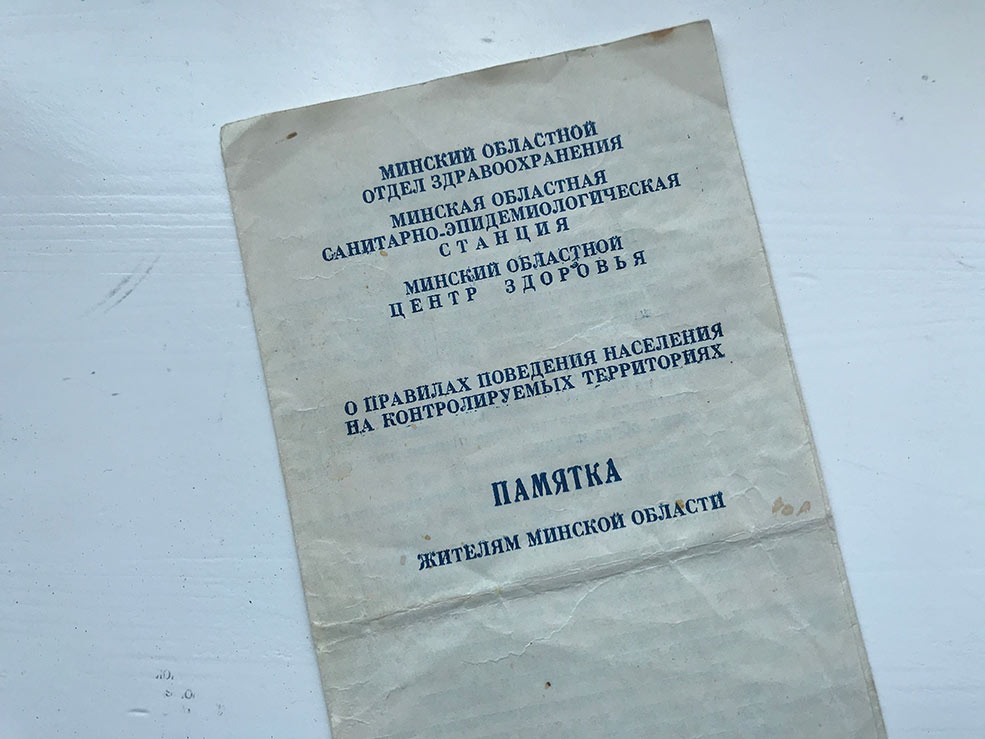 МИНСКИЙ ОБЛАСТНОЙ
ОТДЕЛ ЗДРАВООХРАНЕНИЯ
МИНСКАЯ ОБЛАСТНАЯ
САНИТАРНО-ЭПИДЕМИОЛОГИЧЕСКАЯ
СТАНЦИЯ
МИНСКИЙ ОБЛАСТНОЙ
ЦЕНТР ЗДОРОВЬЯ
О ПРАВИЛАХ ПОВЕДЕНИЯ НАСЕЛЕНИЯ
НА КОНТРОЛИРУЕМЫХ ТЕРРИТОРИЯХ
ПАМЯТКА
ЖИТЕЛЯМ МИНСКОЙ ОБЛАСТИ